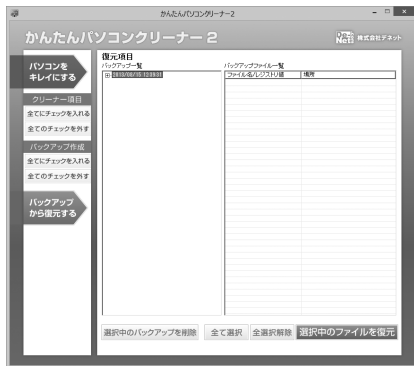 かんたんパソコンクリーナー2
かんたんパソコンクリーナー2
De-Net 株式会社デネット
パソコンを
キレイにする
クリーナー項目
全てにチェックを入れる
全てのチェックを外す
バックアップ作成
全てにチェックを入れる
全てのチェックを外す
バックアップ
から復元する
復元項目
バックアップ一覧
バックアップファイル一覧
ファイル名/レジストリ値 場所
選択中のバックアップを削除 全て選択 全選択解除 選択中のファイルを復元